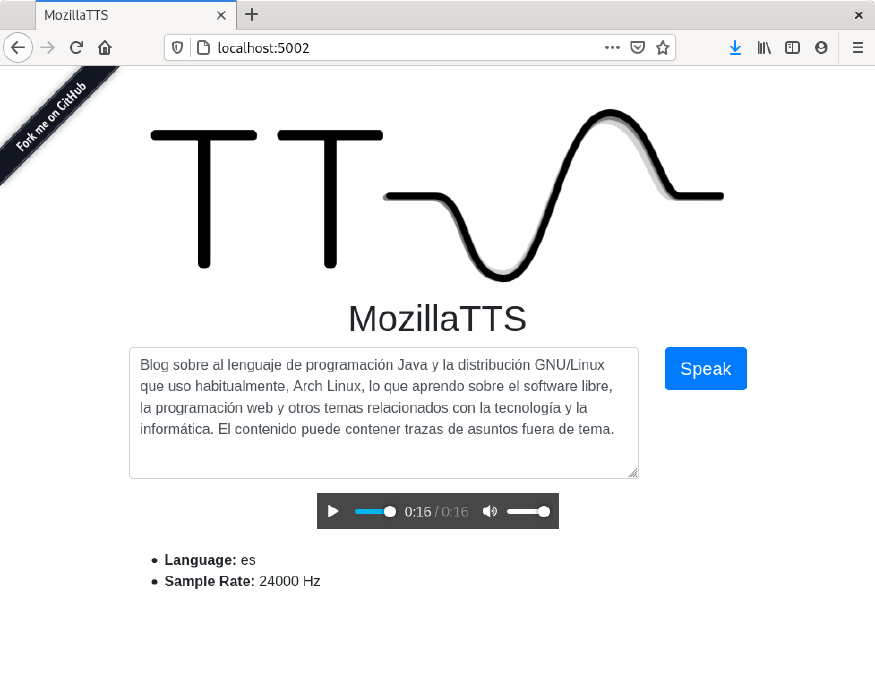 MozillaTTS
localhost:5002
Fork me on GitHub
TT
MozillaTTS
Blog sobre al lenguaje de programación Java y la distribución GNU/Linux
que uso habitualmente, Arch Linux, lo que aprendo sobre el software libre,
la programación web y otros temas relacionados con la tecnología y la
informática. El contenido puede contener trazas de asuntos fuera de tema.
Speak
0:16 / 0:16
Language: es
Sample Rate: 24000 Hz